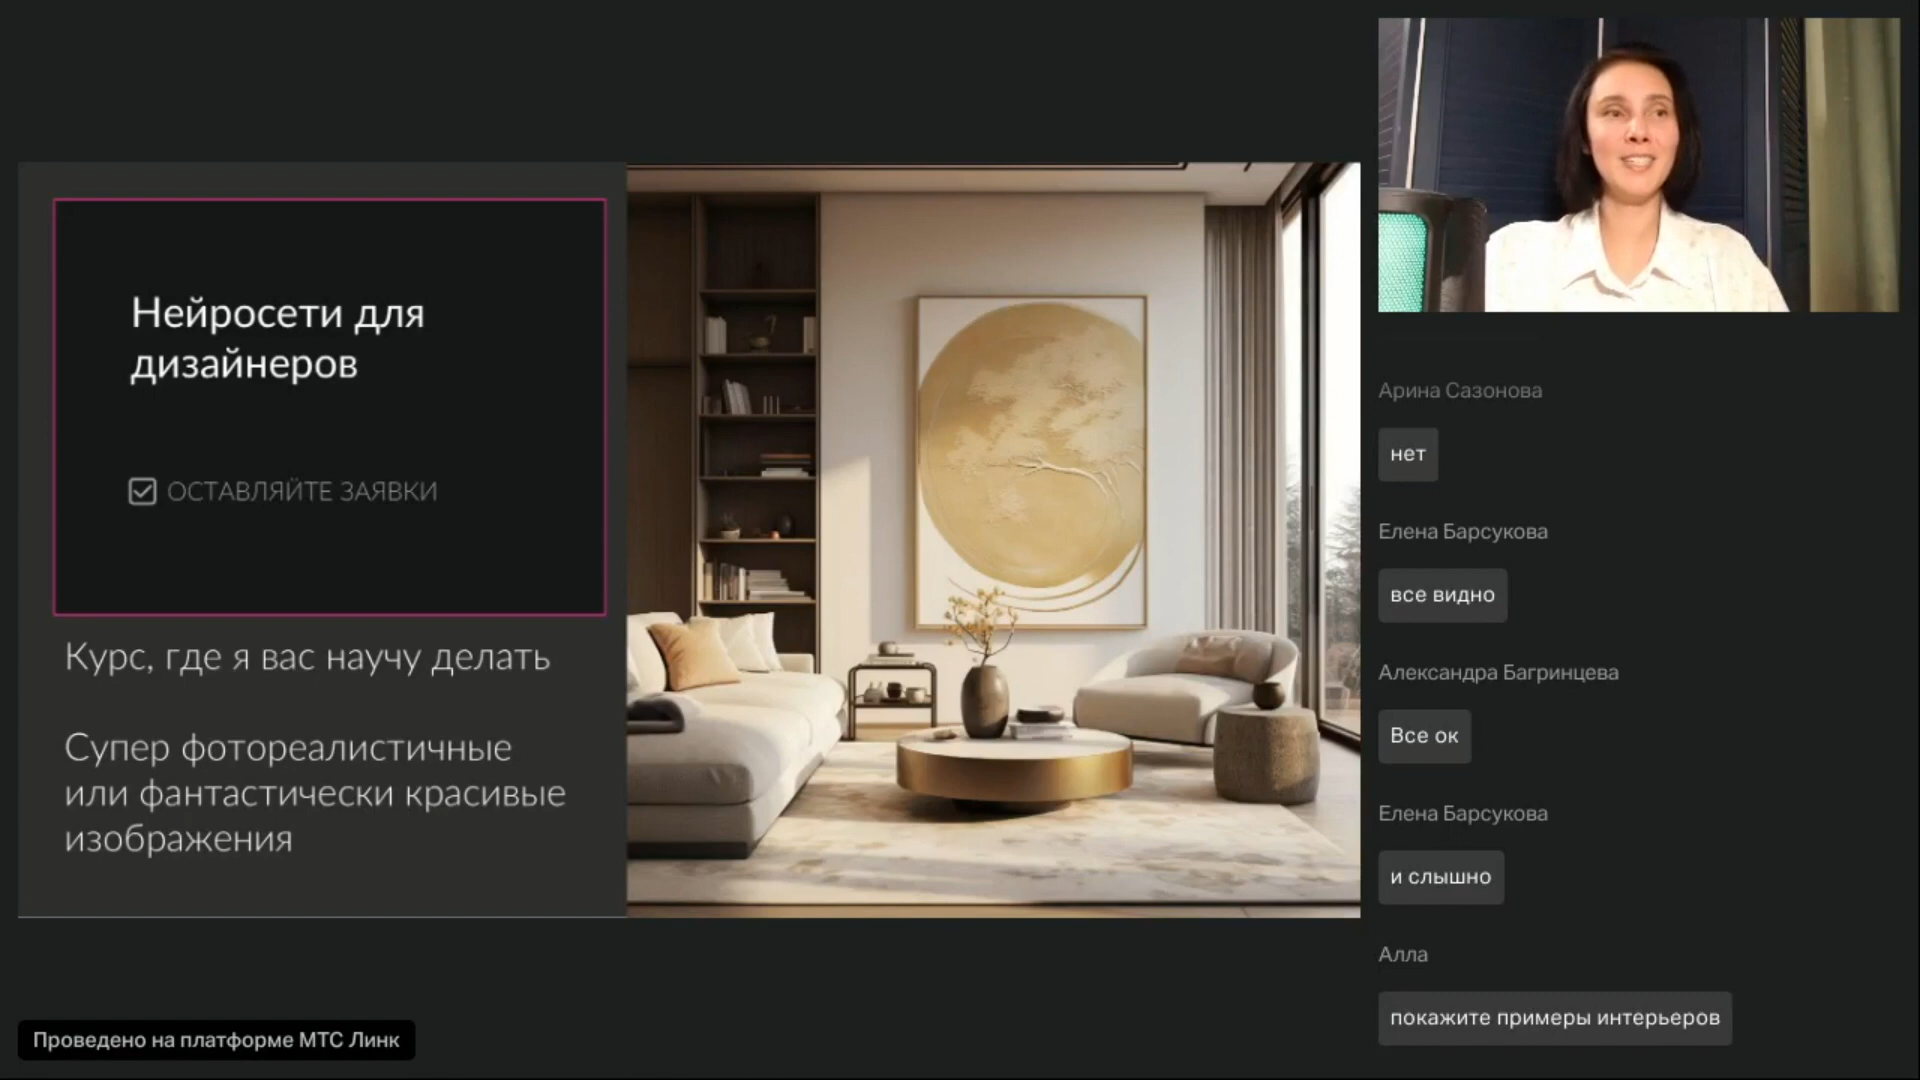 Нейросети для
дизайнеров
ОСТАВЛЯЙТЕ ЗАЯВКИ
Курс, где я вас научу делать
Супер фотореалистичные
или фантастически красивые
изображения
Проведено на платформе МТС Линк
Арина Сазонова
нет
Елена Барсукова
все видно
Александра Багринцева
Все ок
Елена Барсукова
и слышно
Алла
покажите примеры интерьеров